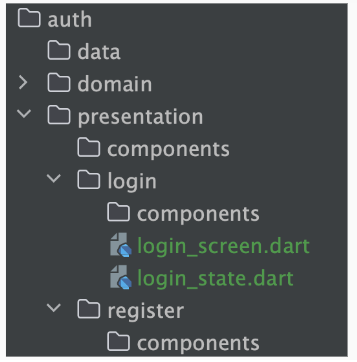 auth
data
domain
presentation
components
login
components
login_screen.dart
login_state.dart
register
components